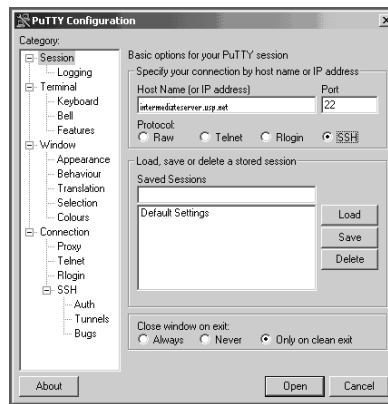 PuTTY Configuration
Category:
Session
Logging
Terminal
Keyboard
Bell
Features
Window
Appearance
Behaviour
Translation
Selection
Colours
Connection
Proxy
Telnet
Rlogin
SSH
Auth
Tunnels
Bugs
Basic options for your PuTTY session
Specify your connection by host name or IP address
Host Name (or IP address) Port
intermediateserver.usp.net 22
Protocol:
Raw Telnet Rlogin SSH
Load, save or delete a stored session
Saved Sessions
Default Settings
Load
Save
Delete
Close window on exit:
Always Never Only on clean exit
About Open Cancel